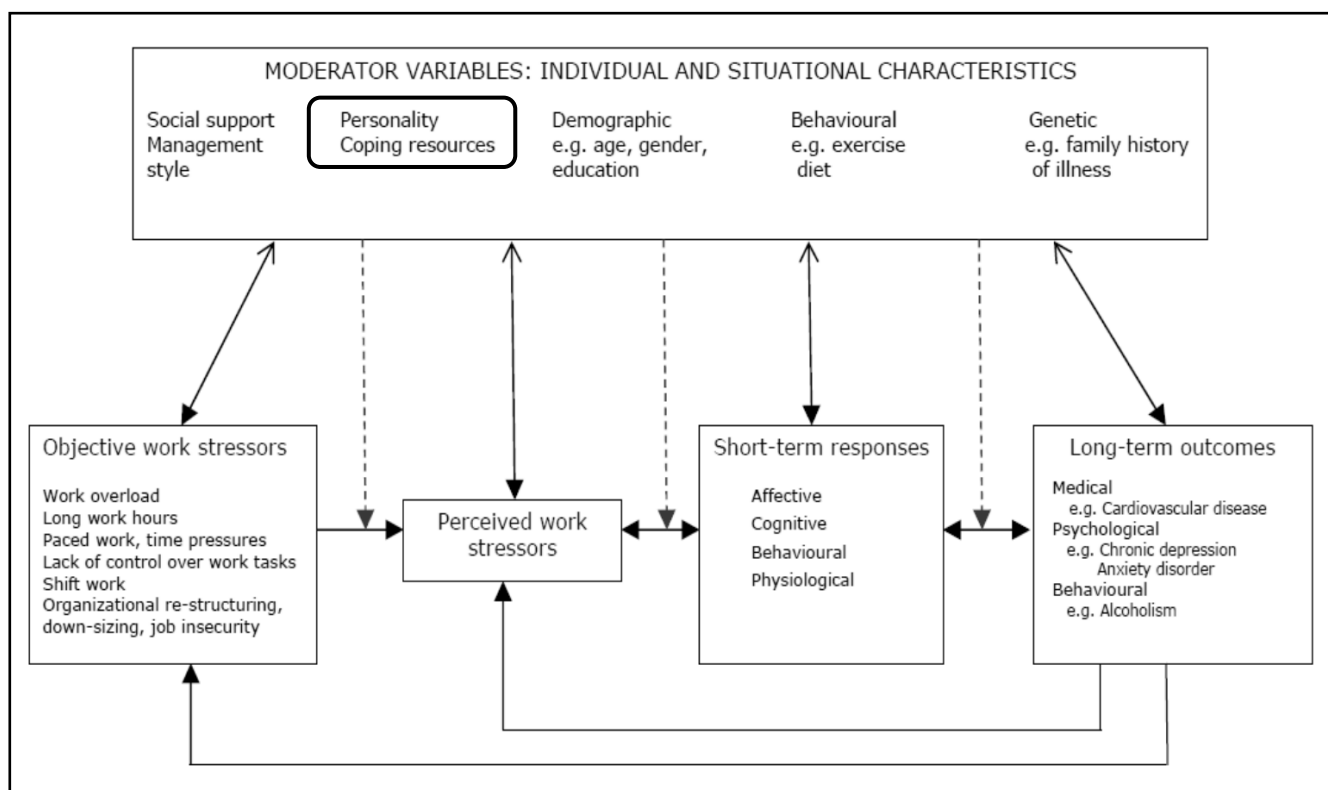 MODERATOR VARIABLES: INDIVIDUAL AND SITUATIONAL CHARACTERISTICS
Social support
Management
style
Personality
Coping resources
Demographic
e.g. age, gender,
education
Behavioural
e.g. exercise
diet
Genetic
e.g. family history
of illness
Objective work stressors
Work overload
Long work hours
Paced work, time pressures
Lack of control over work tasks
Shift work
Organizational re-structuring,
down-sizing, job insecurity
Perceived work
stressors
Short-term responses
Affective
Cognitive
Behavioural
Physiological
Long-term outcomes
Medical
e.g. Cardiovascular disease
Psychological
e.g. Chronic depression
Anxiety disorder
Behavioural
e.g. Alcoholism